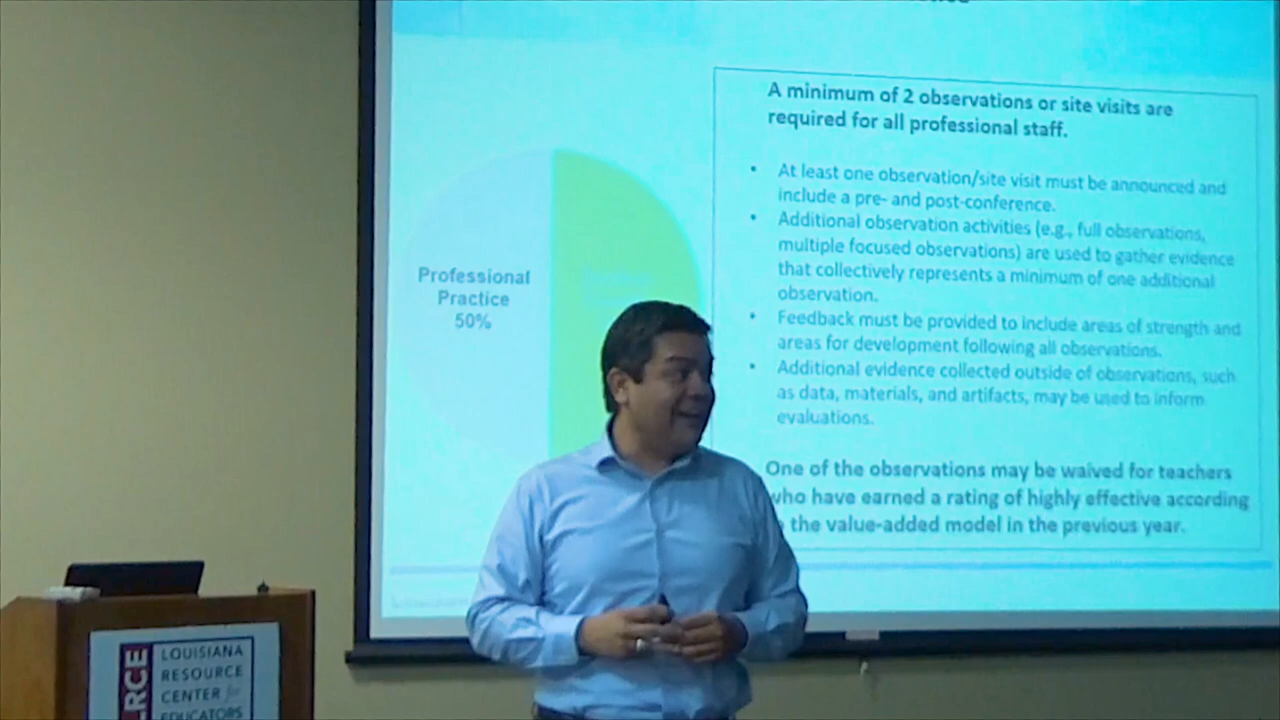 A minimum of 2 observations or site visits are
required for all professional staff.
• At least one observation/site visit must be announced and
include a pre- and post-conference.
• Additional observation activities (e.g., full observations,
multiple focused observations) are used to gather evidence
that collectively represents a minimum of one additional
observation.
• Feedback must be provided to include areas of strength and
areas for development following all observations.
• Additional evidence collected outside of observations, such
as data, materials, and artifacts, may be used to inform
evaluations.
One of the observations may be waived for teachers
who have earned a rating of highly effective according
the value-added model in the previous year.
Professional
Practice
50%
LRCE
LOUISIANA
RESOURCE
CENTER for
EDUCATORS